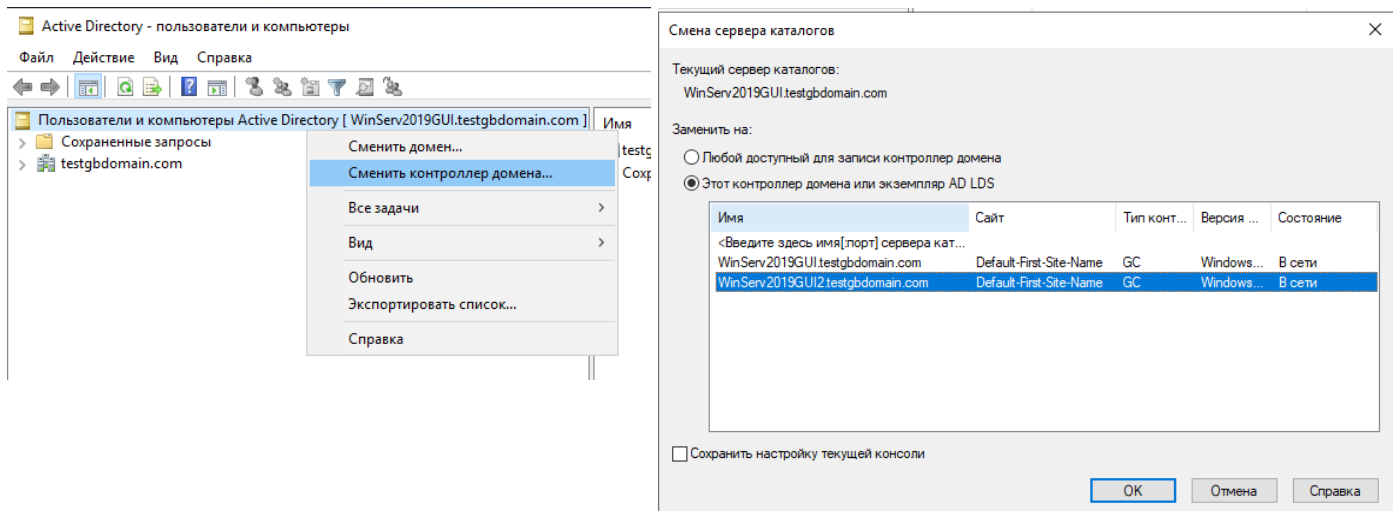 Active Directory - пользователи и компьютеры
Файл Действие Вид Справка
Пользователи и компьютеры Active Directory [ WinServ2019GUI.testgbdomain.com ]
Сохраненные запросы
testgbdomain.com
Имя
testg
Сохр
Сменить домен...
Сменить контроллер домена...
Все задачи
Вид
Обновить
Экспортировать список...
Справка
Смена сервера каталогов
Текущий сервер каталогов:
WinServ2019GUI.testgbdomain.com
Заменить на:
Любой доступный для записи контроллер домена
Этот контроллер домена или экземпляр AD LDS
Имя Сайт Тип конт... Версия ... Состояние
<Введите здесь имя[:порт] сервера кат...
WinServ2019GUI.testgbdomain.com Default-First-Site-Name GC Windows... В сети
WinServ2019GUI2.testgbdomain.com Default-First-Site-Name GC Windows... В сети
Сохранить настройку текущей консоли
OK Отмена Справка